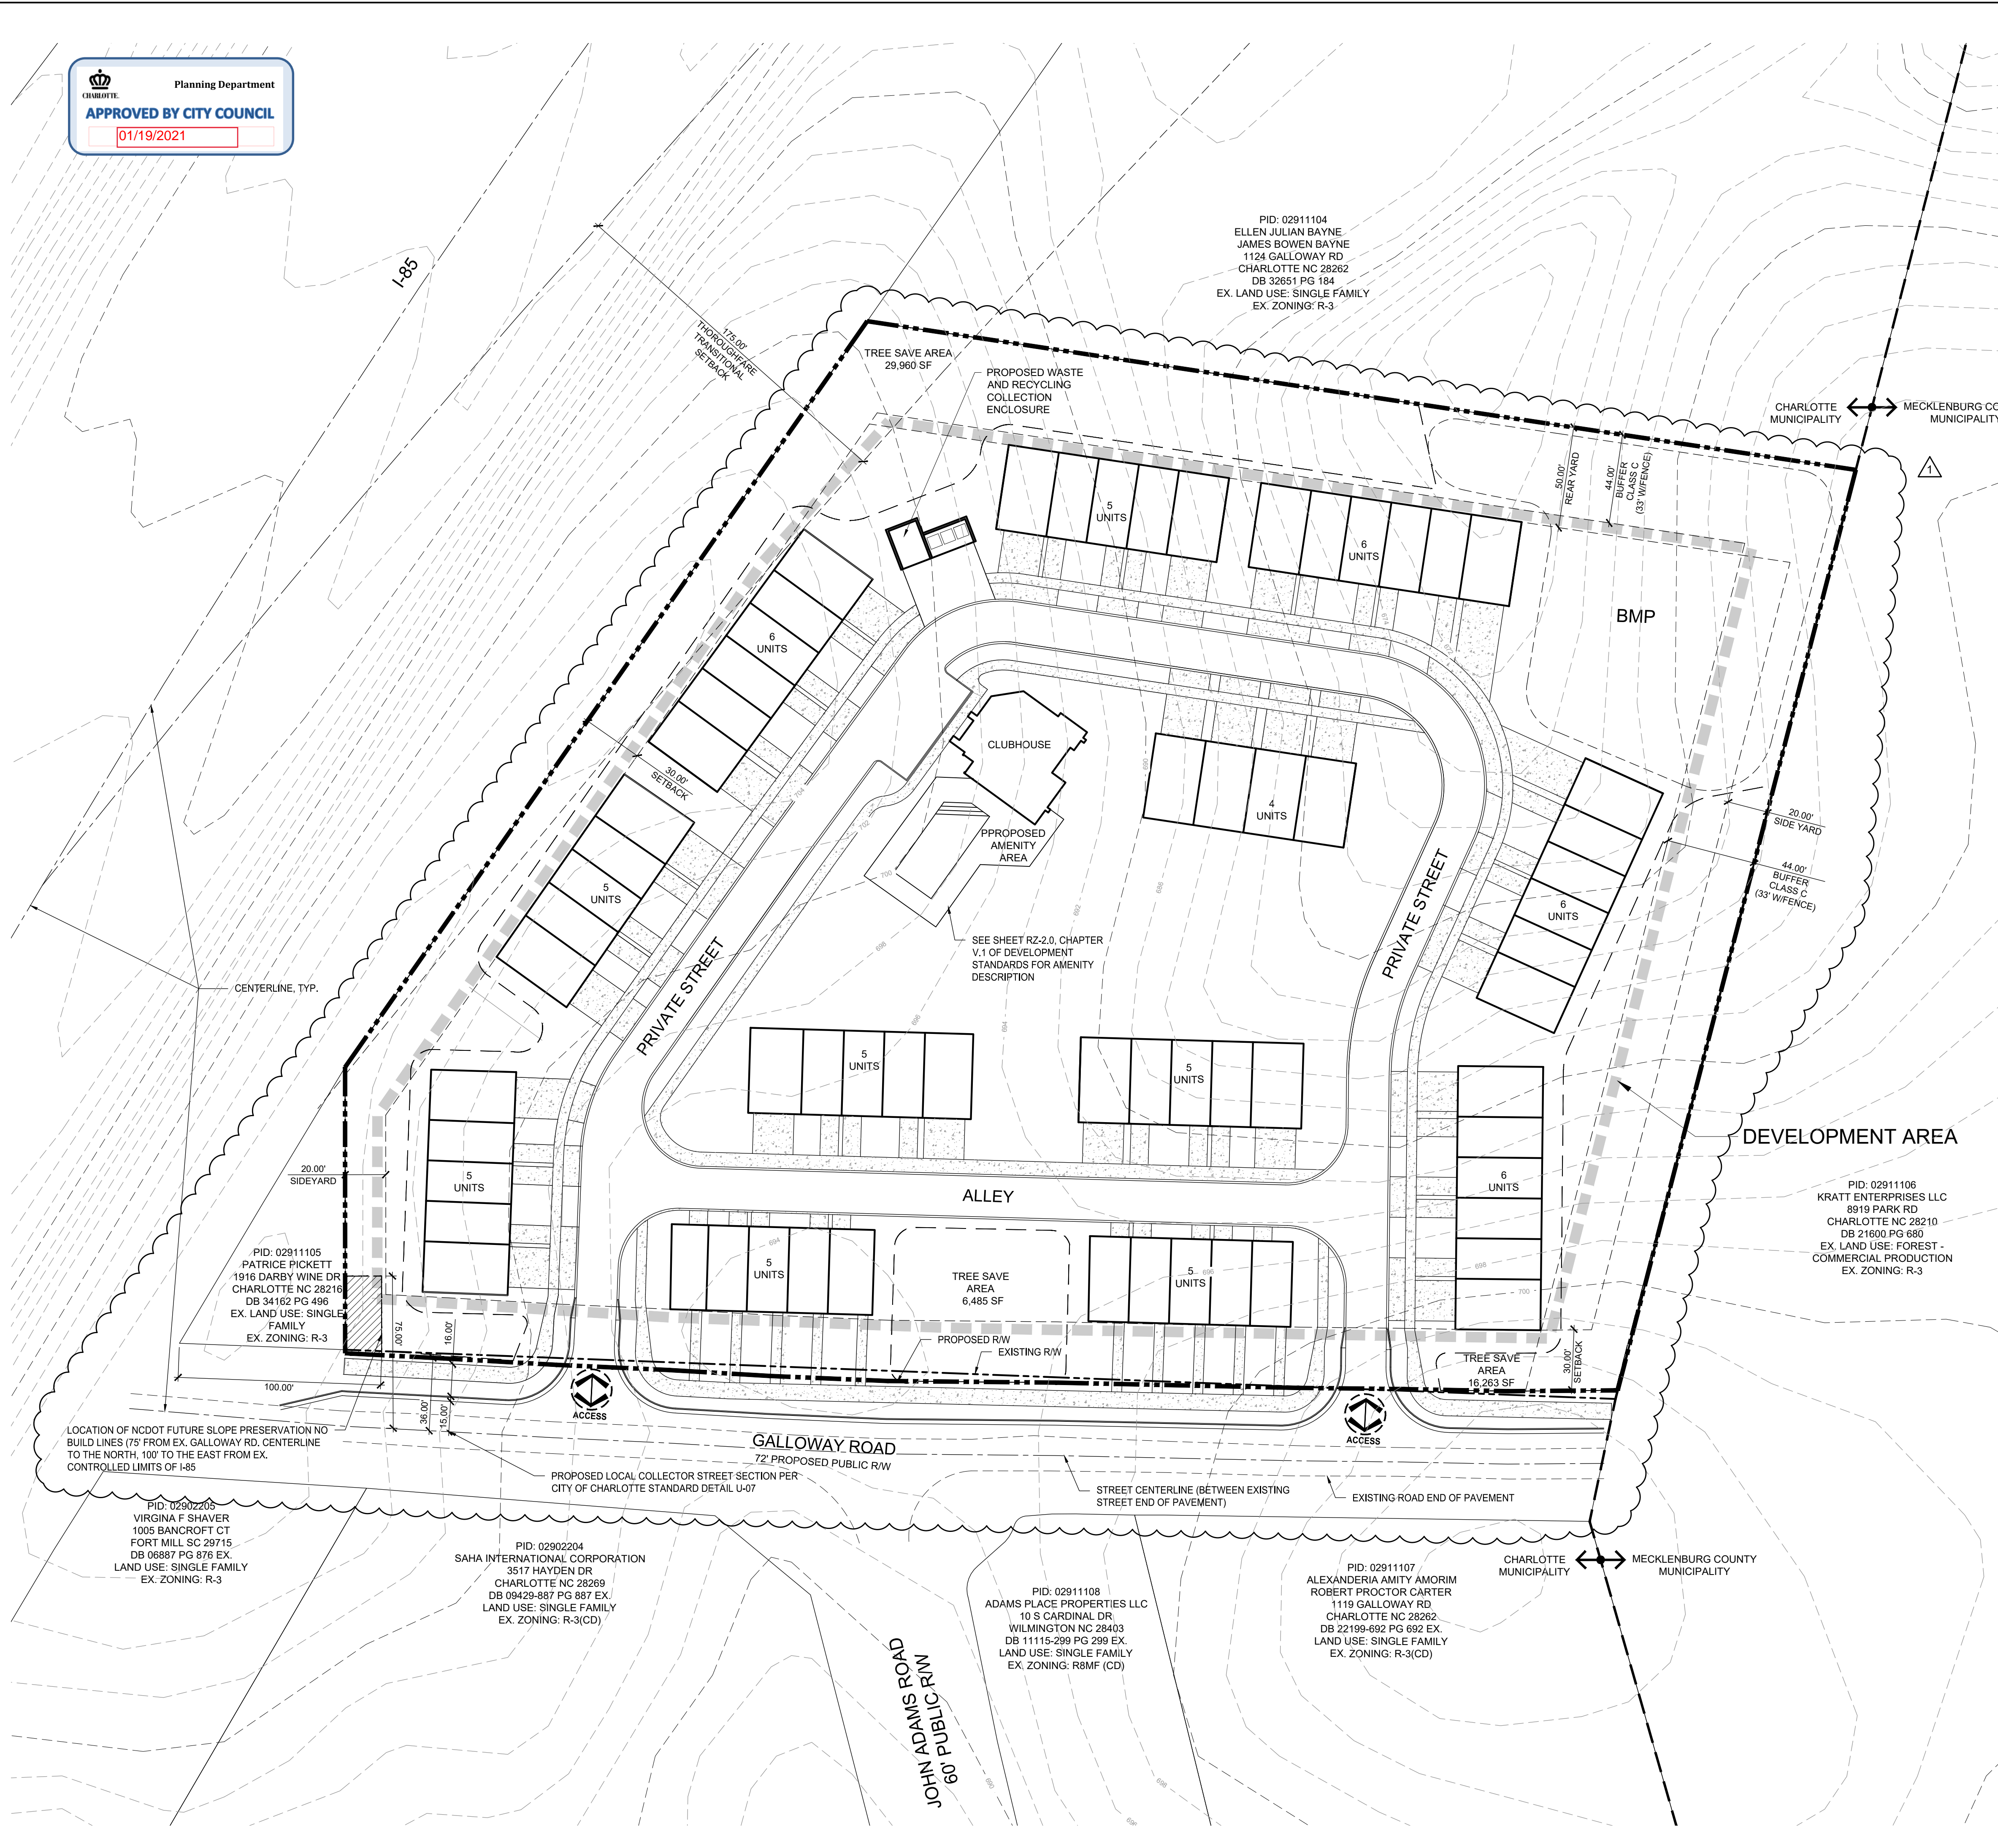 CHARLOTTE.
Planning Department
APPROVED BY CITY COUNCIL
01/19/2021
I-85
175.00'
THOROUGHFARE
TRANSITIONAL
SETBACK
PID: 02911104
ELLEN JULIAN BAYNE
JAMES BOWEN BAYNE
1124 GALLOWAY RD
CHARLOTTE NC 28262
DB 32651 PG 184
EX. LAND USE: SINGLE FAMILY
EX. ZONING: R-3
TREE SAVE AREA
29,960 SF
PROPOSED WASTE
AND RECYCLING
COLLECTION
ENCLOSURE
CHARLOTTE
MUNICIPALITY
MECKLENBURG CO
MUNICIPALITY
1
50.00'
REAR YARD
44.00'
BUFFER
CLASS C
(33' W/FENCE)
5
UNITS
6
UNITS
BMP
6
UNITS
30.00'
SETBACK
CLUBHOUSE
4
UNITS
PPROPOSED
AMENITY
AREA
20.00'
SIDE YARD
44.00'
BUFFER
CLASS C
(33' W/FENCE)
5
UNITS
6
UNITS
PRIVATE STREET
PRIVATE STREET
SEE SHEET RZ-2.0, CHAPTER
V.1 OF DEVELOPMENT
STANDARDS FOR AMENITY
DESCRIPTION
CENTERLINE, TYP.
704
702
700
698
696
694
692
690
688
5
UNITS
5
UNITS
DEVELOPMENT AREA
20.00'
SIDEYARD
5
UNITS
ALLEY
6
UNITS
PID: 02911106
KRATT ENTERPRISES LLC
8919 PARK RD
CHARLOTTE NC 28210
DB 21600 PG 680
EX. LAND USE: FOREST -
COMMERCIAL PRODUCTION
EX. ZONING: R-3
PID: 02911105
PATRICE PICKETT
1916 DARBY WINE DR
CHARLOTTE NC 28216
DB 34162 PG 496
EX. LAND USE: SINGLE
FAMILY
EX. ZONING: R-3
694
5
UNITS
TREE SAVE
AREA
6,485 SF
5
UNITS
696
698
700
75.00'
16.00'
PROPOSED R/W
EXISTING R/W
TREE SAVE
AREA
16,263 SF
30.00'
SETBACK
100.00'
36.00'
15.00'
ACCESS
ACCESS
LOCATION OF NCDOT FUTURE SLOPE PRESERVATION NO
BUILD LINES (75' FROM EX. GALLOWAY RD. CENTERLINE
TO THE NORTH, 100' TO THE EAST FROM EX.
CONTROLLED LIMITS OF I-85
GALLOWAY ROAD
72' PROPOSED PUBLIC R/W
PROPOSED LOCAL COLLECTOR STREET SECTION PER
CITY OF CHARLOTTE STANDARD DETAIL U-07
STREET CENTERLINE (BETWEEN EXISTING
STREET END OF PAVEMENT)
EXISTING ROAD END OF PAVEMENT
PID: 02902205
VIRGINA F SHAVER
1005 BANCROFT CT
FORT MILL SC 29715
DB 06887 PG 876 EX.
LAND USE: SINGLE FAMILY
EX. ZONING: R-3
PID: 02902204
SAHA INTERNATIONAL CORPORATION
3517 HAYDEN DR
CHARLOTTE NC 28269
DB 09429-887 PG 887 EX.
LAND USE: SINGLE FAMILY
EX. ZONING: R-3(CD)
PID: 02911108
ADAMS PLACE PROPERTIES LLC
10 S CARDINAL DR
WILMINGTON NC 28403
DB 11115-299 PG 299 EX.
LAND USE: SINGLE FAMILY
EX. ZONING: R8MF (CD)
PID: 02911107
ALEXANDERIA AMITY AMORIM
ROBERT PROCTOR CARTER
1119 GALLOWAY RD
CHARLOTTE NC 28262
DB 22199-692 PG 692 EX.
LAND USE: SINGLE FAMILY
EX. ZONING: R-3(CD)
CHARLOTTE
MUNICIPALITY
MECKLENBURG COUNTY
MUNICIPALITY
JOHN ADAMS ROAD
60' PUBLIC R/W
690
698